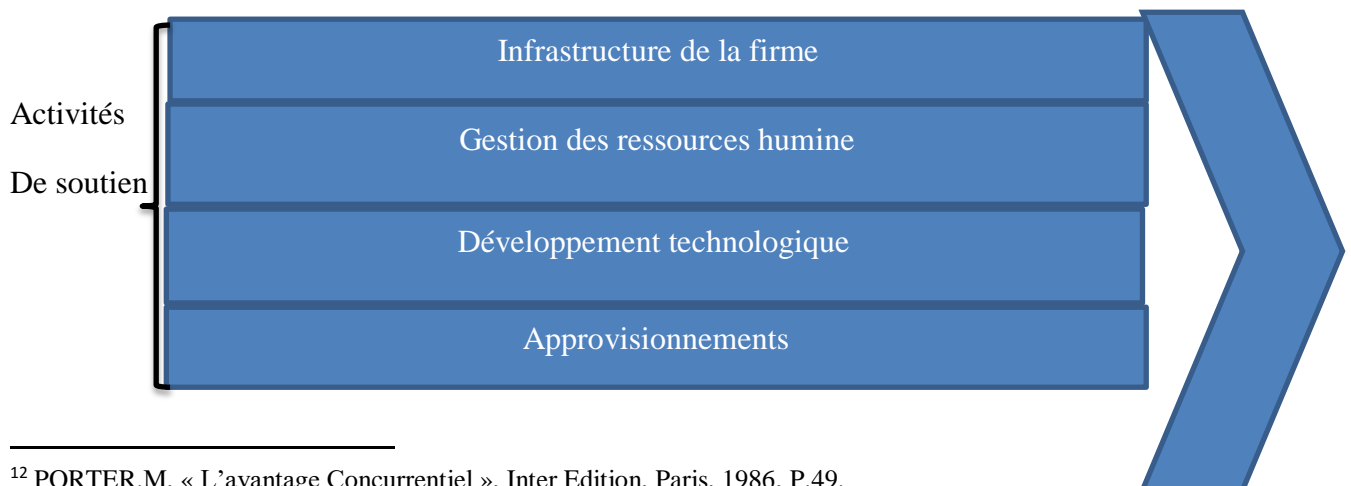 Infrastructure de la firme
Activités
Gestion des ressources humine
De soutien
Développement technologique
Approvisionnements
12 PORTER.M, « L’avantage Concurrentiel », Inter Edition, Paris, 1986, P.49.